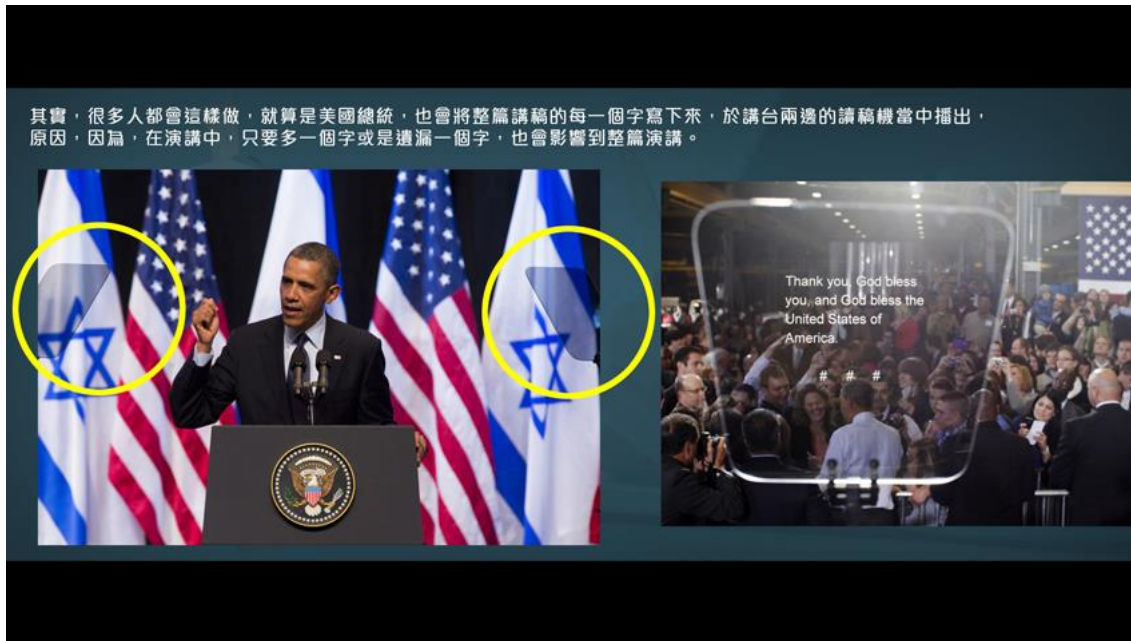 其實，很多人都會這樣做，就算是美國總統，也會將整篇講稿的每一個字寫下來，於講台兩邊的讀稿機當中播出，
原因，因為，在演講中，只要多一個字或是遺漏一個字，也會影響到整篇演講。
Thank you, God bless
you, and God bless the
United States of
America.
# # #